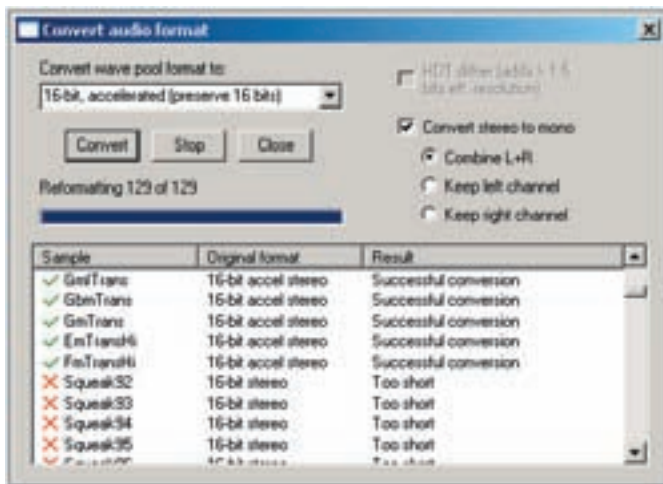 Convert audio format
Convert wave pool format to:
16-bit, accelerated (preserve 16 bits)
HDT dither (adds
bits eff. resolution)
Convert Stop Close
Convert stereo to mono
Combine L+R
Reformatting 129 of 129
Keep left channel
Keep right channel
Sample Original format Result
16-bit accel stereo Successful conversion
GbmTrans 16-bit accel stereo Successful conversion
GmTrans 16-bit accel stereo Successful conversion
EmTransHi 16-bit accel stereo Successful conversion
FmTransHi 16-bit accel stereo Successful conversion
Squeak92 16-bit stereo Too short
Squeak93 16-bit stereo Too short
Squeak94 16-bit stereo Too short
Squeak95 16-bit stereo Too short